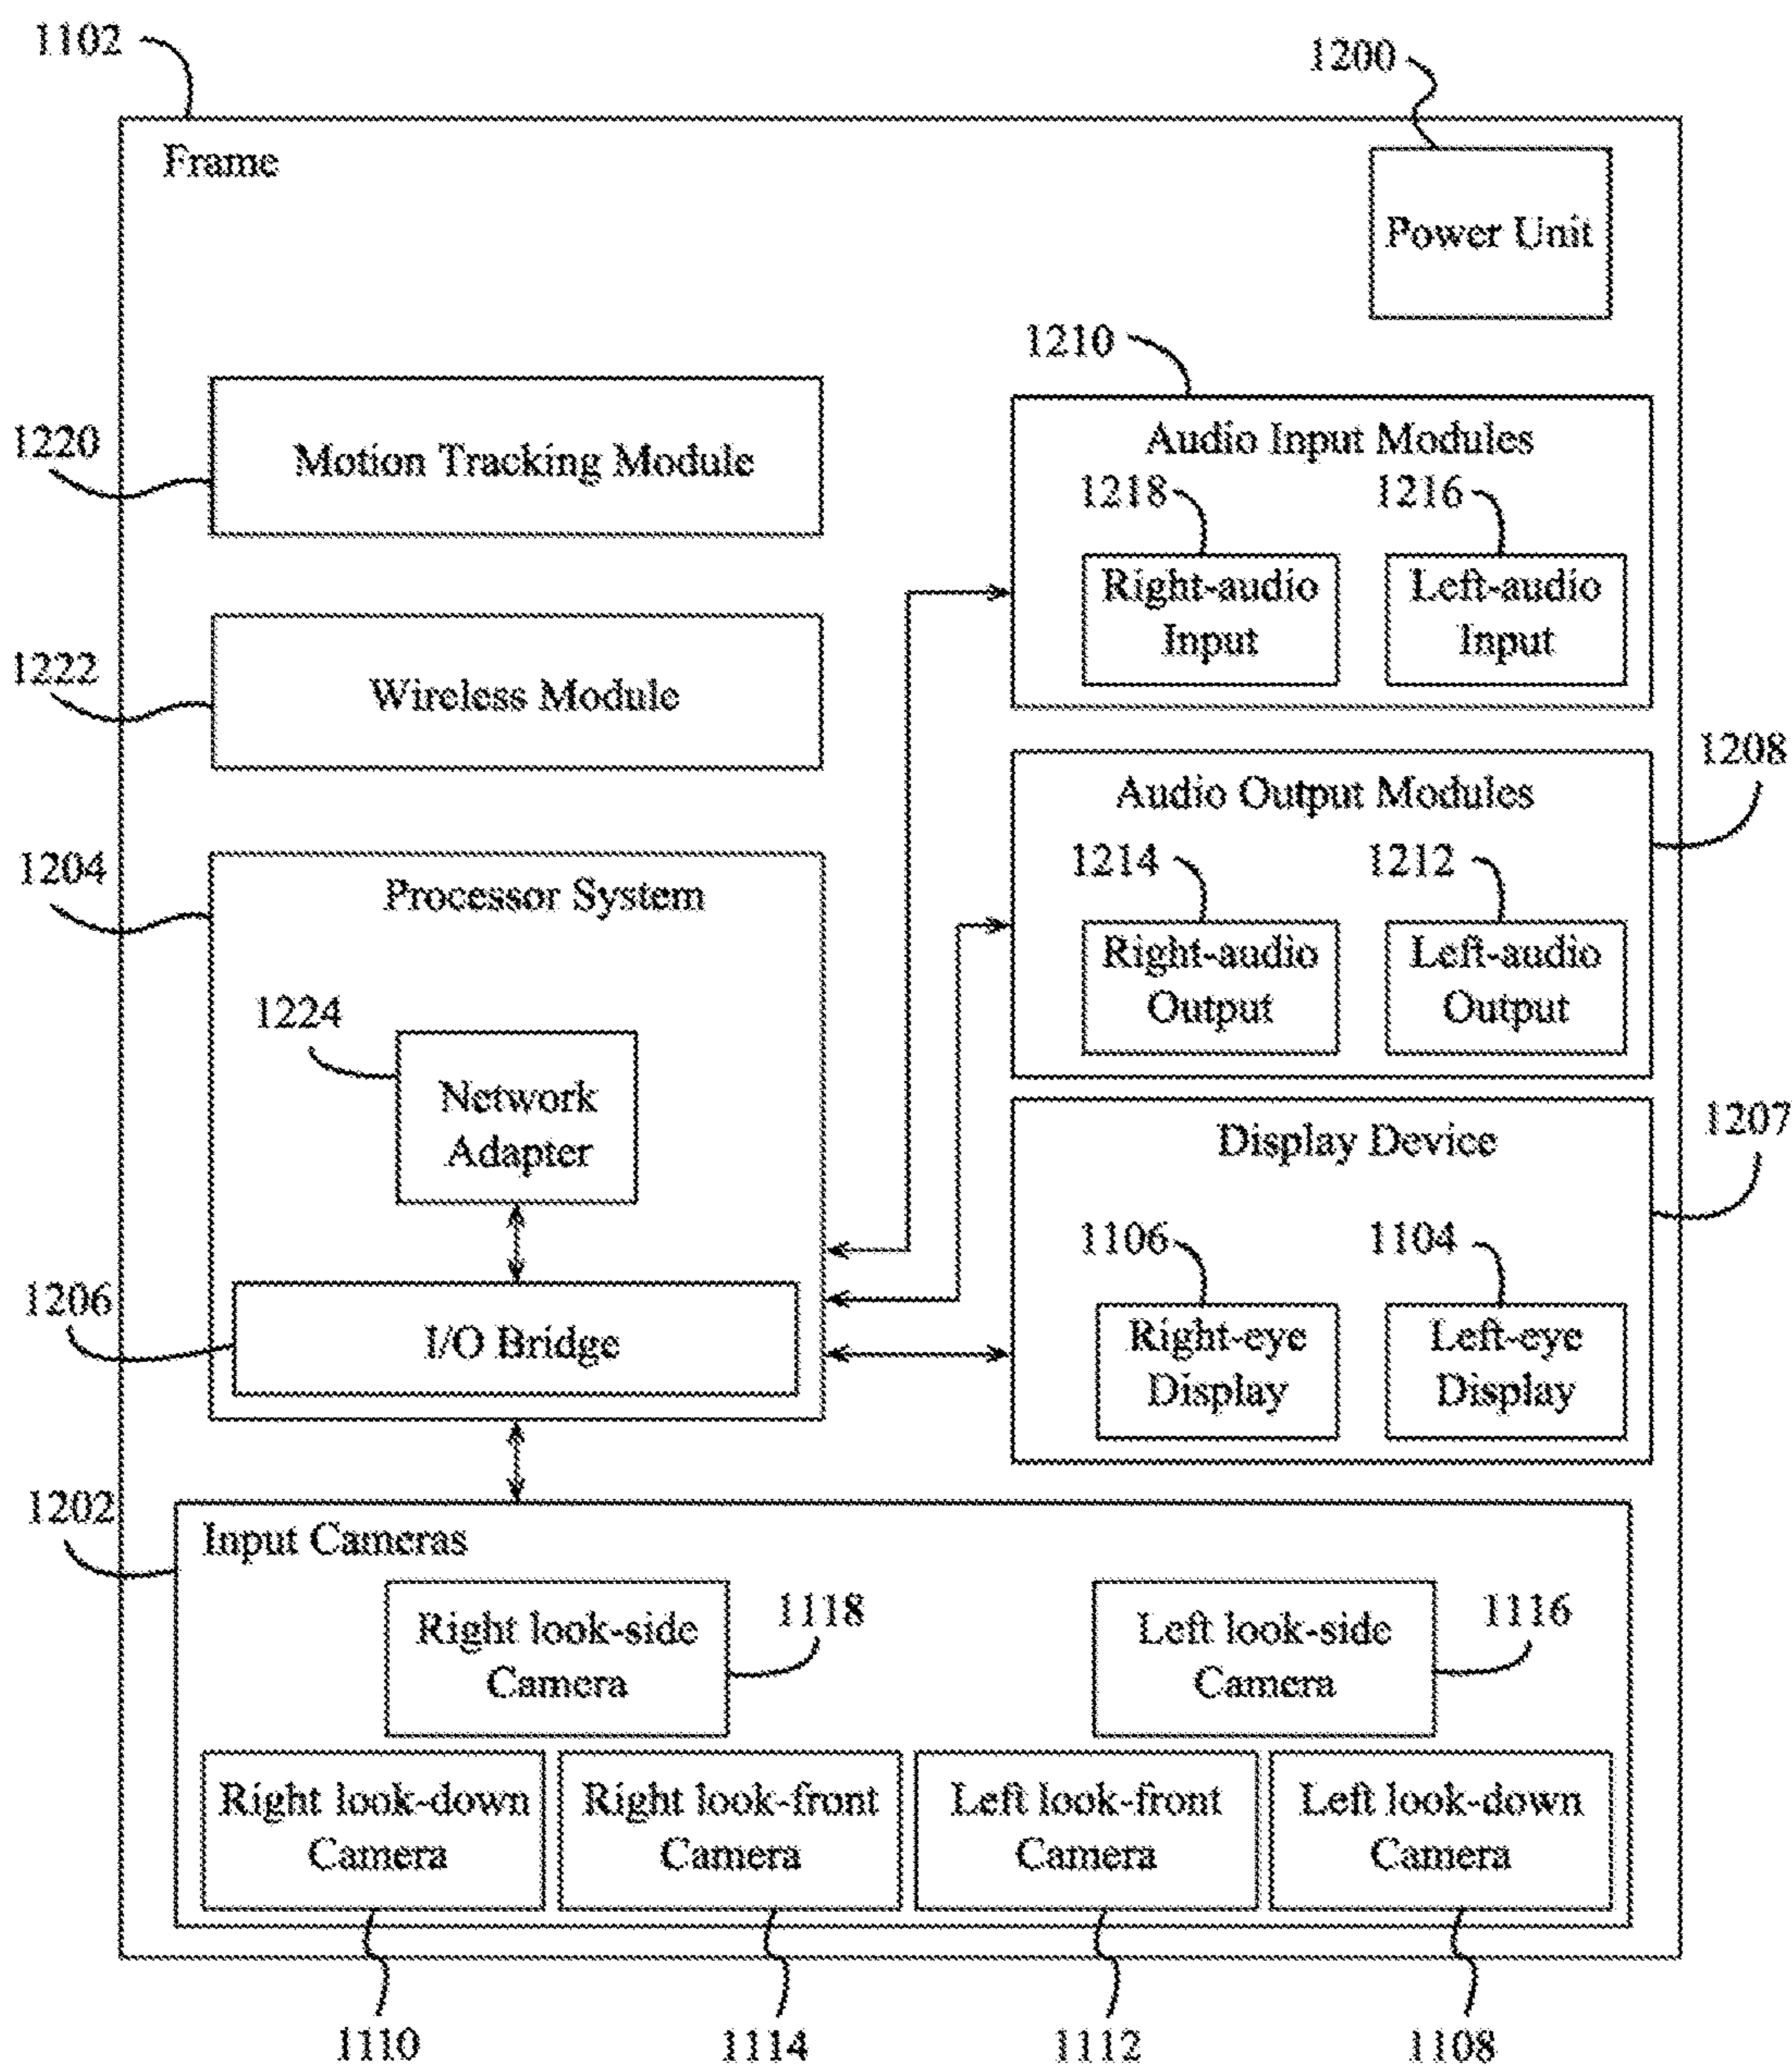 1102
1200
Frame
Power Unit
1210
Audio Input Modules
1220
Motion Tracking Module
1218
1216
Right-audio
Input
Left-audio
Input
1222
Wireless Module
1208
Audio Output Modules
1204
Processor System
1214
1212
Right-audio
Output
Left-audio
Output
1224
Network
Adapter
1207
Display Device
1106
1104
1206
I/O Bridge
Right-eye
Display
Left-eye
Display
1202
Input Cameras
Right look-side
Camera
1118
Left look-side
Camera
1116
Right look-down
Camera
Right look-front
Camera
Left look-front
Camera
Left look-down
Camera
1110
1114
1112
1108